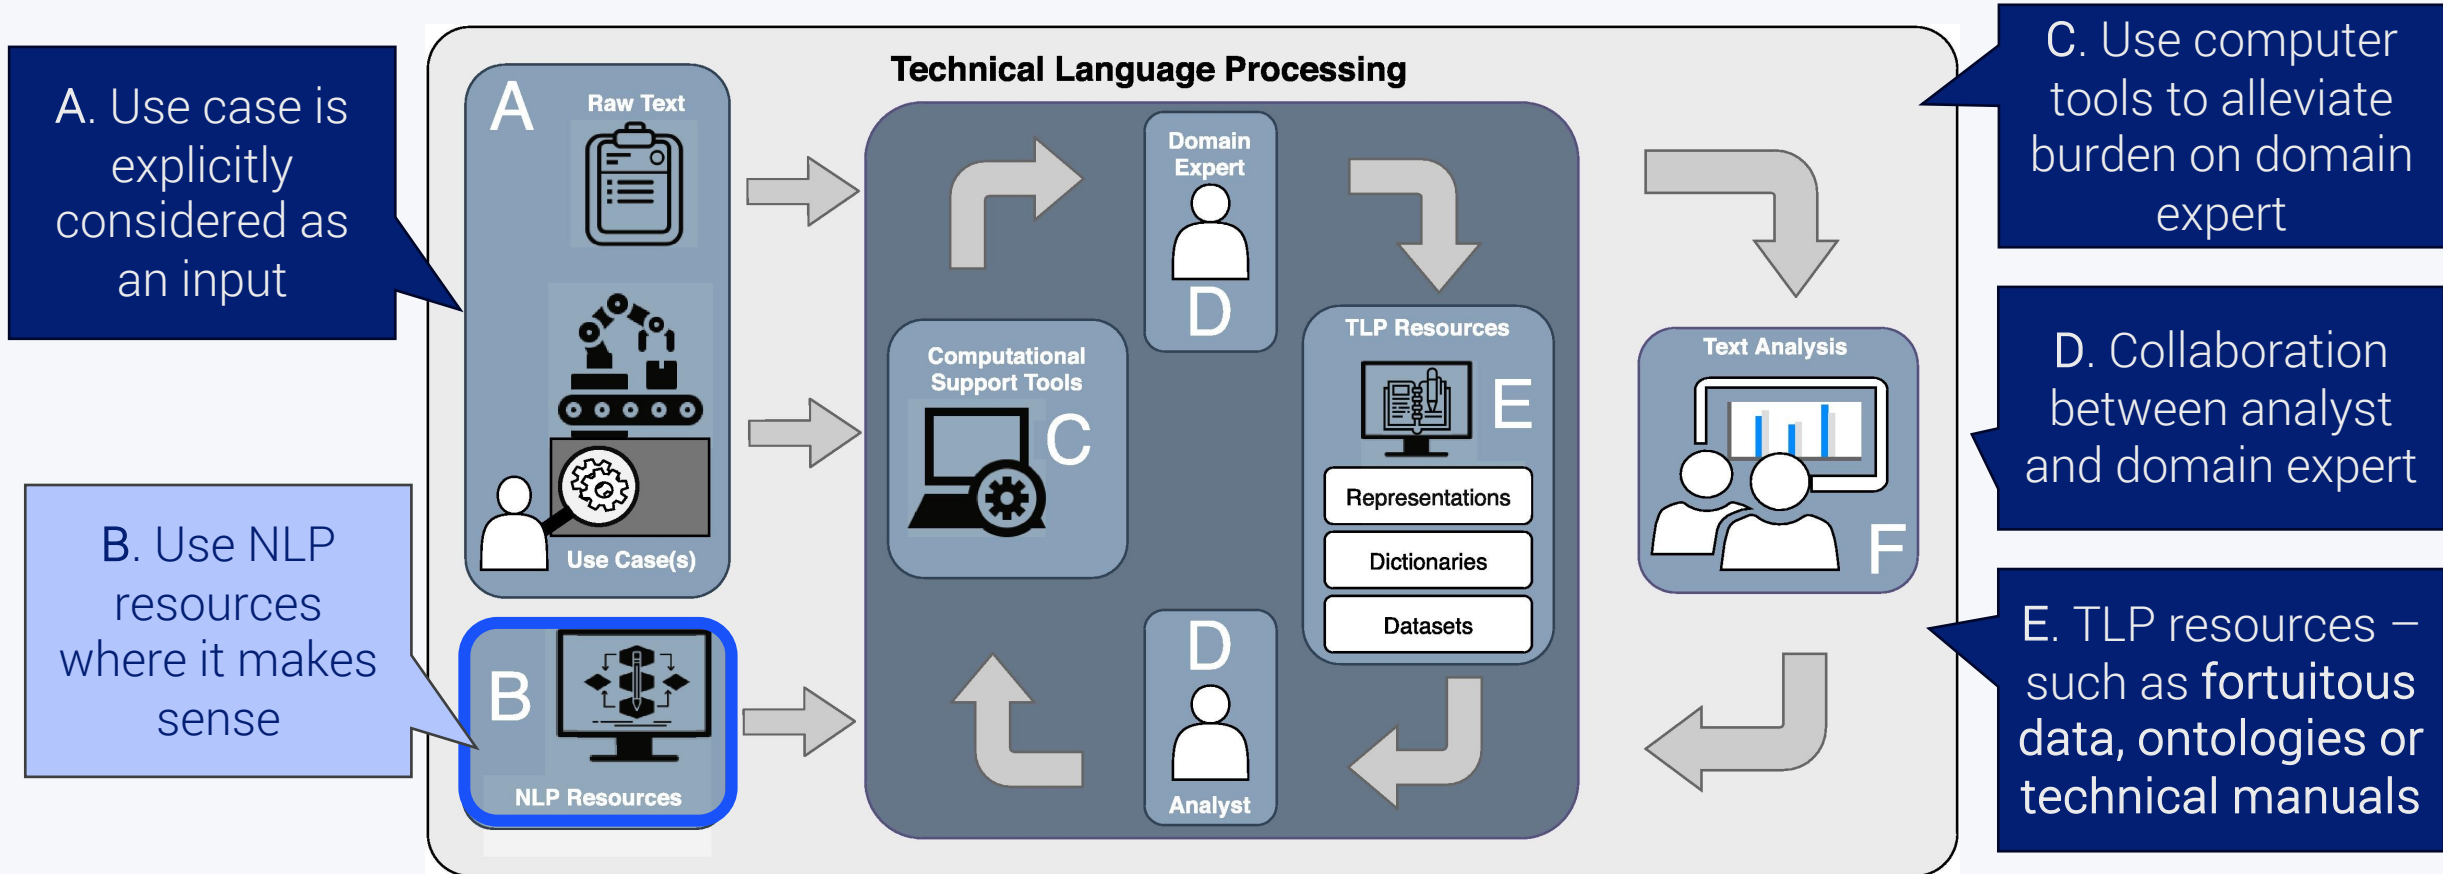 A. Use case is
explicitly
considered as
an input
B. Use NLP
resources
where it makes
sense
Technical Language Processing
A
Raw Text
Use Case(s)
B
NLP Resources
Computational
Support Tools
C
Domain
Expert
D
TLP Resources
E
Representations
Dictionaries
Datasets
D
Analyst
Text Analysis
F
C. Use computer
tools to alleviate
burden on domain
expert
D. Collaboration
between analyst
and domain expert
E. TLP resources –
such as fortuitous
data, ontologies or
technical manuals